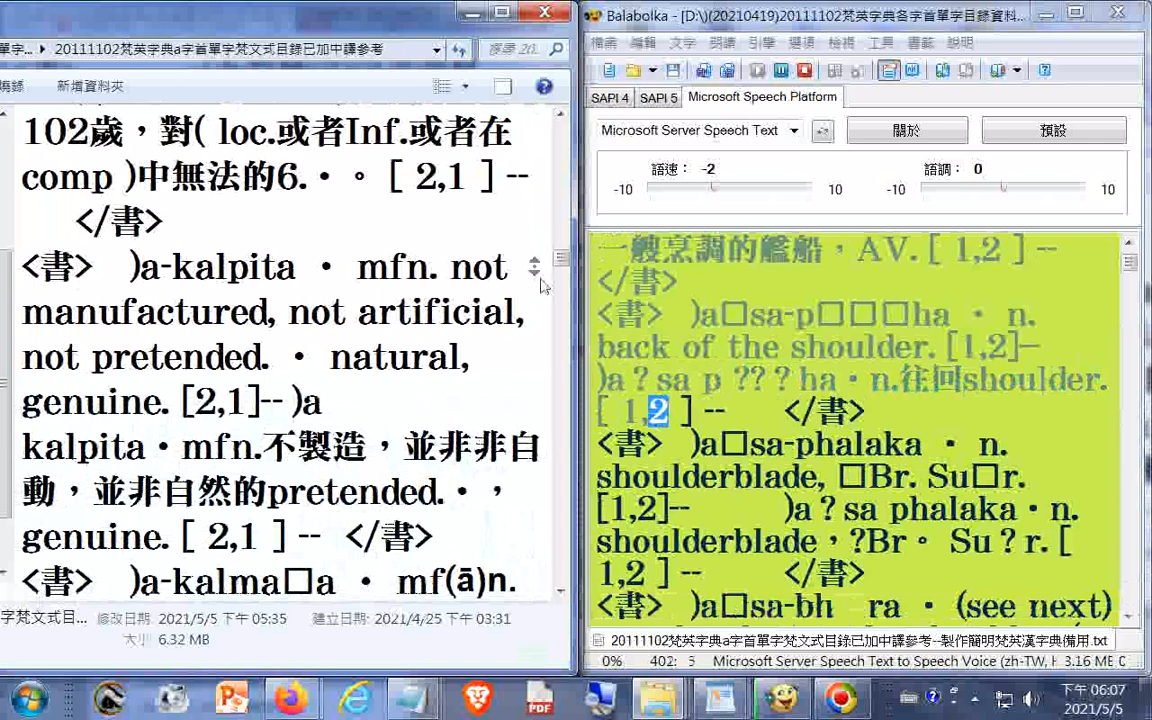 單字... ▸ 20111102梵英字典a字首單字梵文式目錄已加中譯參考
搜尋 20...
燒錄 新增資料夾
102歲，對( loc.或者Inf.或者在
comp )中無法的6.•。[ 2,1 ] --
</書>
<書> )a-kalpita • mfn. not
manufactured, not artificial,
not pretended. • natural,
genuine. [2,1]-- )a
kalpita•mfn.不製造，並非非自
動，並非自然的pretended.•，
genuine. [ 2,1 ] -- </書>
<書> )a-kalma□a • mf(ā)n.
字梵文式目... 修改日期: 2021/5/5 下午 05:35 建立日期: 2021/4/25 下午 03:31
大小: 6.32 MB
Balabolka - [D:\)(20210419)20111102梵英字典各字首單字目錄資料...
檔案 編輯 文字 朗讀 引擎 選項 檢視 工具 書籤 說明
SAPI 4 SAPI 5 Microsoft Speech Platform
Microsoft Server Speech Text 關於 預設
語速： -2 語調： 0
-10 10 -10 10
一艘烹調的艦船，AV. [ 1,2 ] --
</書>
<書> )a□sa-p□□□ha • n.
back of the shoulder. [1,2]--
)a ? sa p ?? ? ha • n.往回shoulder.
[ 1,2 ] -- </書>
<書> )a□sa-phalaka • n.
shoulderblade, □Br. Su□r.
[1,2]-- )a ? sa phalaka • n.
shoulderblade，?Br。 Su ? r. [
1,2 ] -- </書>
<書> )a□sa-bh ra • (see next)
20111102梵英字典a字首單字梵文式目錄已加中譯參考--製作簡明梵英漢字典備用.txt
0% 402: 3 Microsoft Server Speech Text to Speech Voice (zh-TW, 3.16 ME
下午 06:07
2021/5/5